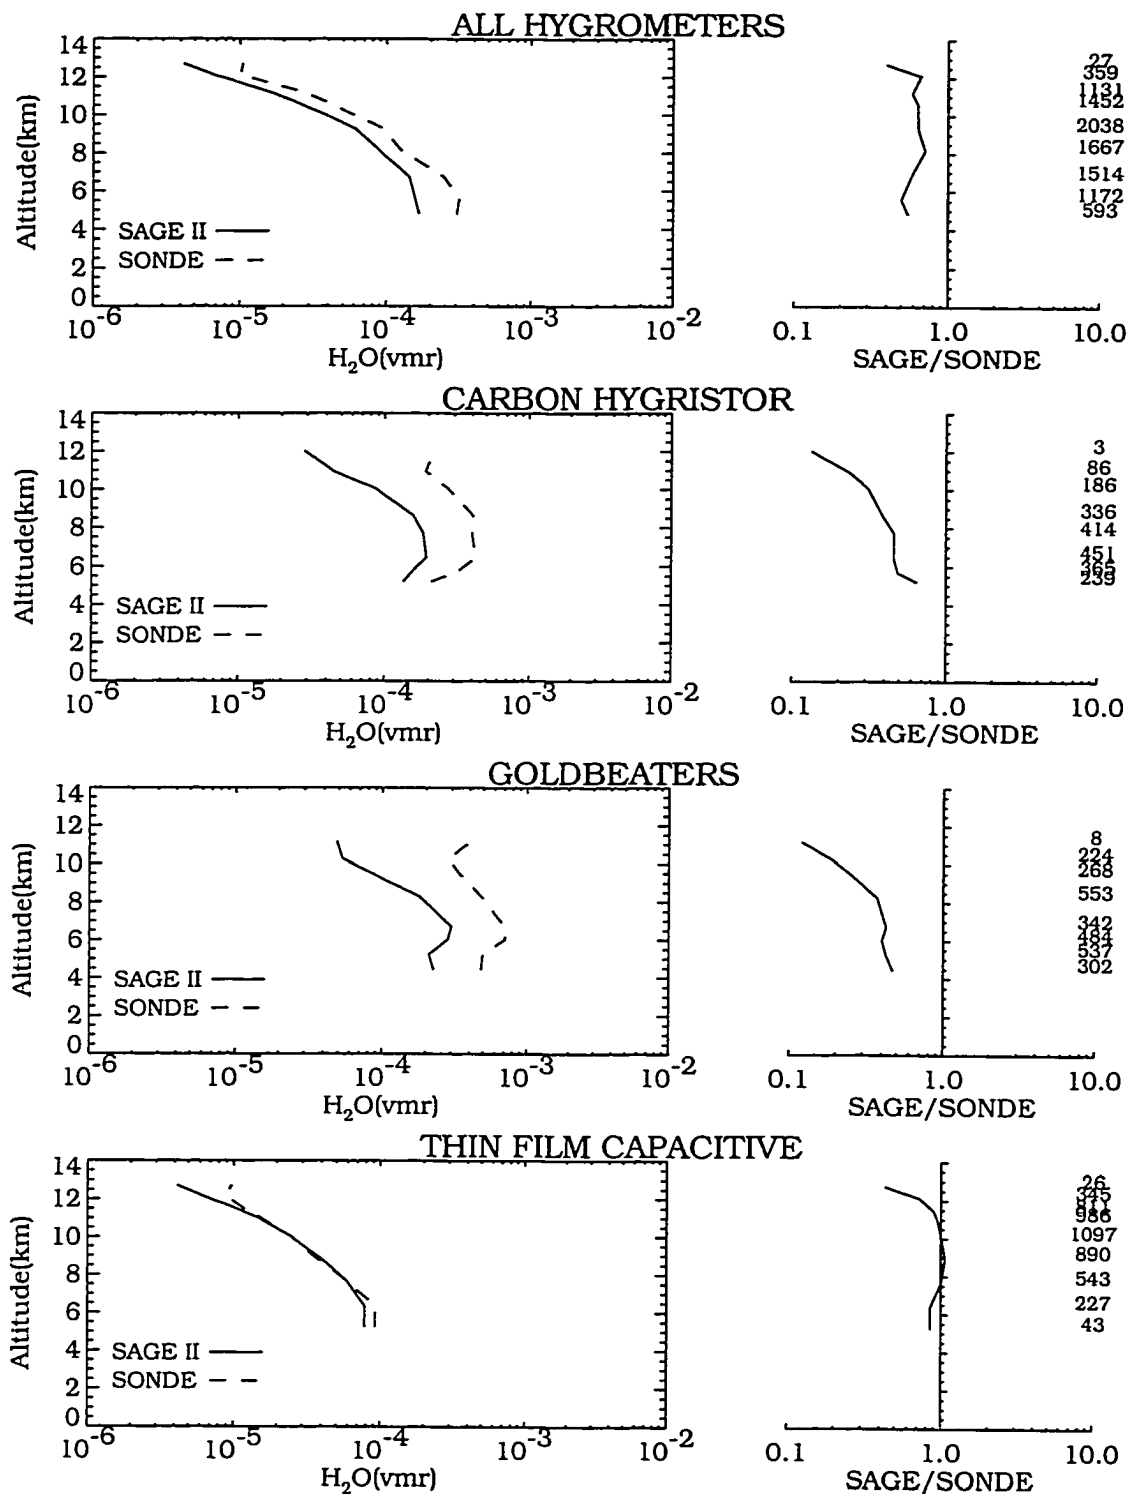 ALL HYGROMETERS
14
12
10
8
6
4
2
0
Altitude(km)
SAGE II
SONDE
10-6 10-5 10-4 10-3 10-2
H2O(vmr)
0.1 1.0 10.0
SAGE/SONDE
27
359
1131
1452
2038
1667
1514
1172
593
CARBON HYGRISTOR
14
12
10
8
6
4
2
0
Altitude(km)
SAGE II
SONDE
10-6 10-5 10-4 10-3 10-2
H2O(vmr)
0.1 1.0 10.0
SAGE/SONDE
3
86
186
336
414
451
365
239
GOLDBEATERS
14
12
10
8
6
4
2
0
Altitude(km)
SAGE II
SONDE
10-6 10-5 10-4 10-3 10-2
H2O(vmr)
0.1 1.0 10.0
SAGE/SONDE
8
224
268
553
342
484
537
302
THIN FILM CAPACITIVE
14
12
10
8
6
4
2
0
Altitude(km)
SAGE II
SONDE
10-6 10-5 10-4 10-3 10-2
H2O(vmr)
0.1 1.0 10.0
SAGE/SONDE
26
345
986
1097
890
543
227
43